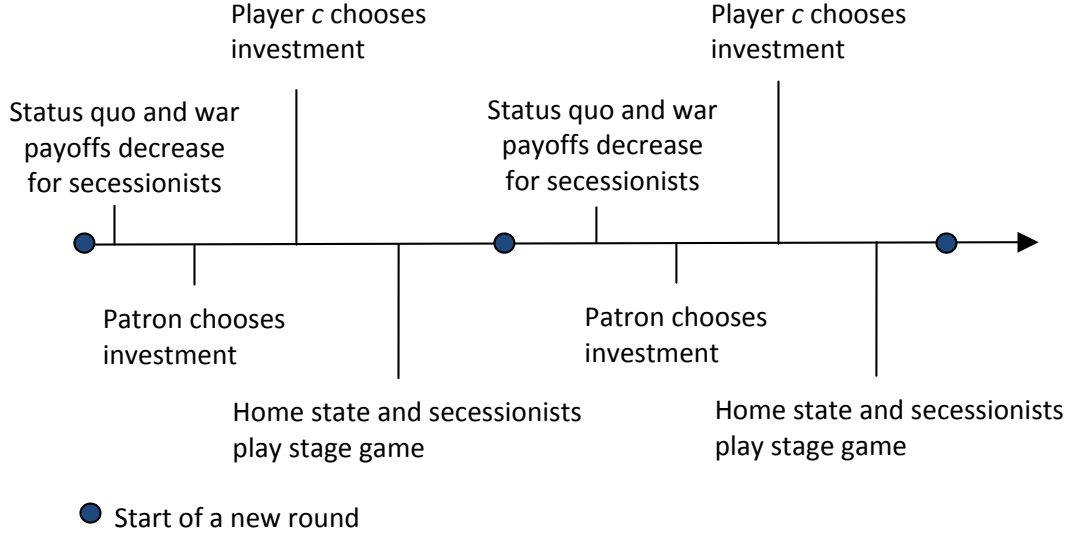 Player c chooses
investment
Status quo and war
payoffs decrease
for secessionists
Patron chooses
investment
Home state and secessionists
play stage game
Player c chooses
investment
Status quo and war
payoffs decrease
for secessionists
Patron chooses
investment
Home state and secessionists
play stage game
Start of a new round